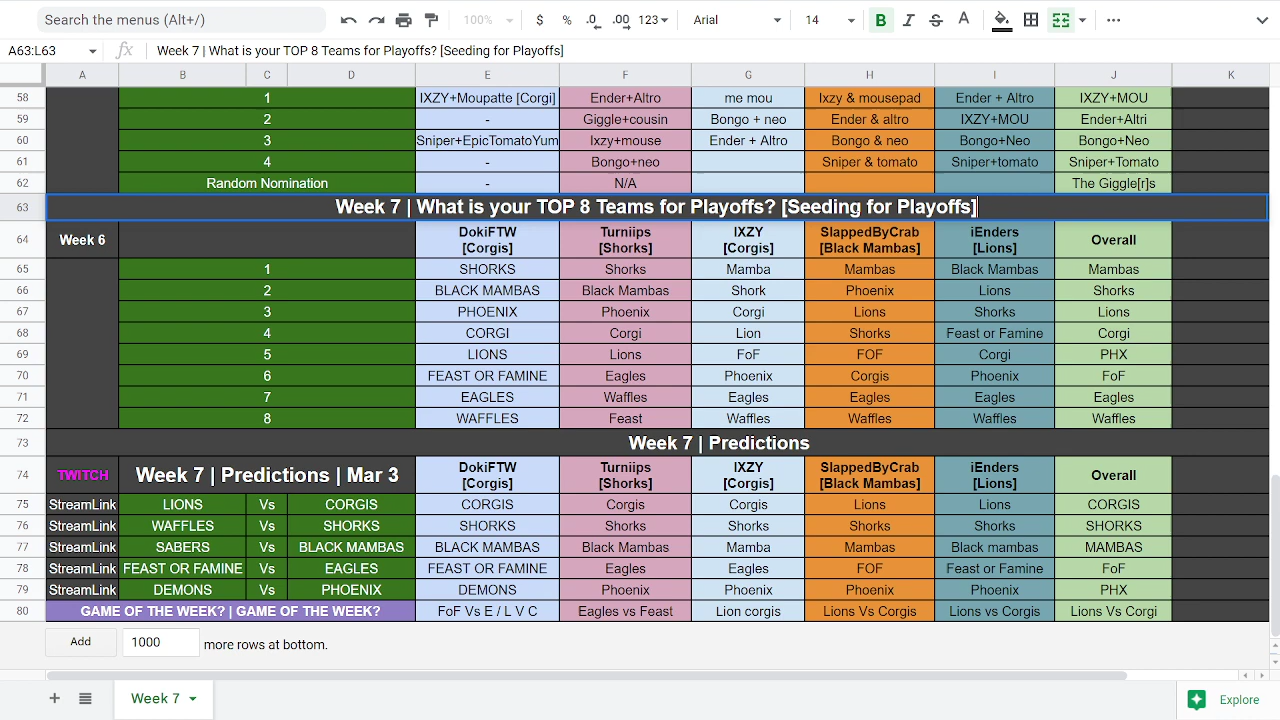 Search the menus (Alt+/) 100% $ % .0 .00 123 Arial 14 B I S A
A63:L63 fx Week 7 | What is your TOP 8 Teams for Playoffs? [Seeding for Playoffs]
A B C D E F G H I J K
58 1 IXZY+Moupatte [Corgi] Ender+Altro me mou Ixzy & mousepad Ender + Altro IXZY+MOU
59 2 - Giggle+cousin Bongo + neo Ender & altro IXZY+MOU Ender+Altri
60 3 Sniper+EpicTomatoYum Ixzy+mouse Ender + Altro Bongo & neo Bongo+Neo Bongo+Neo
61 4 - Bongo+neo Sniper & tomato Sniper+tomato Sniper+Tomato
62 Random Nomination - N/A The Giggle[r]s
63 Week 7 | What is your TOP 8 Teams for Playoffs? [Seeding for Playoffs]
64 Week 6 DokiFTW [Corgis] Turniips [Shorks] IXZY [Corgis] SlappedByCrab [Black Mambas] iEnders [Lions] Overall
65 1 SHORKS Shorks Mamba Mambas Black Mambas Mambas
66 2 BLACK MAMBAS Black Mambas Shork Phoenix Lions Shorks
67 3 PHOENIX Phoenix Corgi Lions Shorks Lions
68 4 CORGI Corgi Lion Shorks Feast or Famine Corgi
69 5 LIONS Lions FoF FOF Corgi PHX
70 6 FEAST OR FAMINE Eagles Phoenix Corgis Phoenix FoF
71 7 EAGLES Waffles Eagles Eagles Eagles Eagles
72 8 WAFFLES Feast Waffles Waffles Waffles Waffles
73 Week 7 | Predictions
74 TWITCH Week 7 | Predictions | Mar 3 DokiFTW [Corgis] Turniips [Shorks] IXZY [Corgis] SlappedByCrab [Black Mambas] iEnders [Lions] Overall
75 StreamLink LIONS Vs CORGIS CORGIS Corgis Corgis Lions Lions CORGIS
76 StreamLink WAFFLES Vs SHORKS SHORKS Shorks Shorks Shorks Shorks SHORKS
77 StreamLink SABERS Vs BLACK MAMBAS BLACK MAMBAS Black Mambas Mamba Mambas Black mambas MAMBAS
78 StreamLink FEAST OR FAMINE Vs EAGLES FEAST OR FAMINE Eagles Eagles FOF Feast or Famine FoF
79 StreamLink DEMONS Vs PHOENIX DEMONS Phoenix Phoenix Phoenix Phoenix PHX
80 GAME OF THE WEEK? | GAME OF THE WEEK? FoF Vs E / L V C Eagles vs Feast Lion corgis Lions Vs Corgis Lions vs Corgis Lions Vs Corgi
Add 1000 more rows at bottom.
+ Week 7 Explore